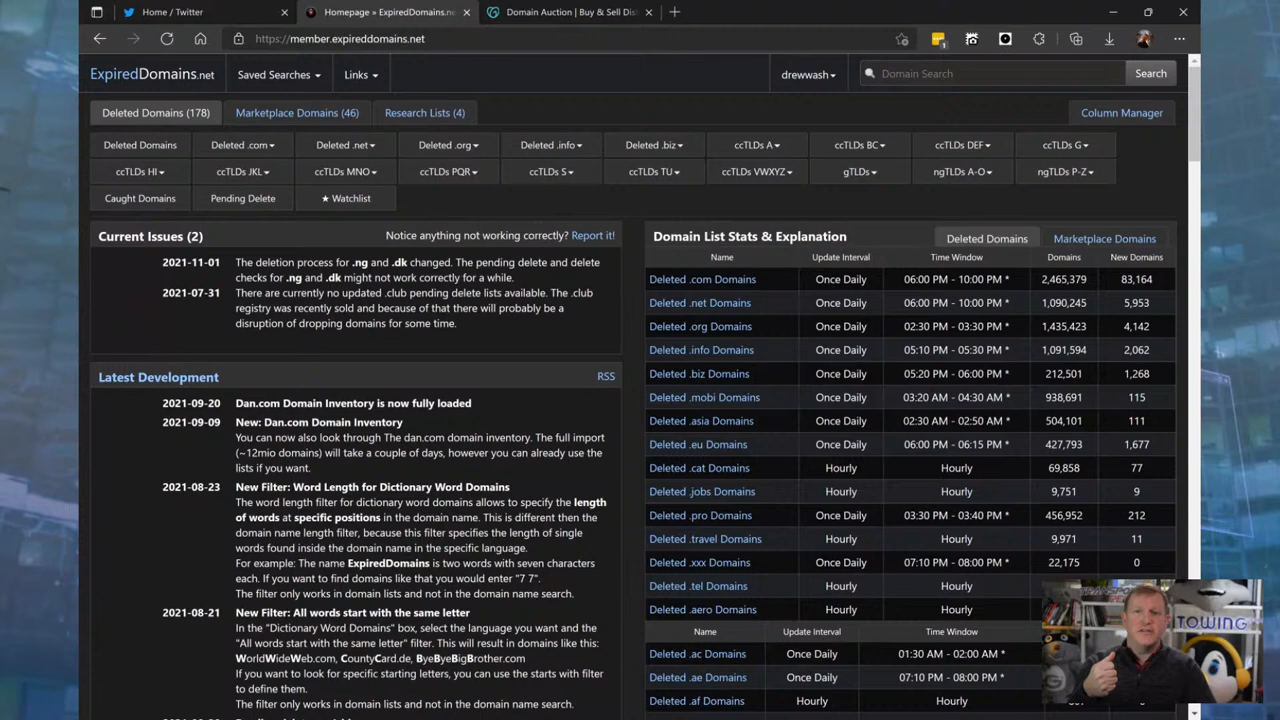 Home / Twitter
Homepage » ExpiredDomains.net
Domain Auction | Buy & Sell Dis
https://member.expireddomains.net
1
ExpiredDomains.net
Saved Searches
Links
drewwash
Domain Search
Search
Deleted Domains (178)
Marketplace Domains (46)
Research Lists (4)
Column Manager
Deleted Domains
Deleted .com
Deleted .net
Deleted .org
Deleted .info
Deleted .biz
ccTLDs A
ccTLDs BC
ccTLDs DEF
ccTLDs G
ccTLDs HI
ccTLDs JKL
ccTLDs MNO
ccTLDs PQR
ccTLDs S
ccTLDs TU
ccTLDs VWXYZ
gTLDs
ngTLDs A-O
ngTLDs P-Z
Caught Domains
Pending Delete
★ Watchlist
Current Issues (2)
Notice anything not working correctly? Report it!
2021-11-01 The deletion process for .ng and .dk changed. The pending delete and delete
checks for .ng and .dk might not work correctly for a while.
2021-07-31 There are currently no updated .club pending delete lists available. The .club
registry was recently sold and because of that there will probably be a
disruption of dropping domains for some time.
Latest Development
RSS
2021-09-20 Dan.com Domain Inventory is now fully loaded
2021-09-09 New: Dan.com Domain Inventory
You can now also look through The dan.com domain inventory. The full import
(~12mio domains) will take a couple of days, however you can already use the
lists if you want.
2021-08-23 New Filter: Word Length for Dictionary Word Domains
The word length filter for dictionary word domains allows to specify the length
of words at specific positions in the domain name. This is different then the
domain name length filter, because this filter specifies the length of single
words found inside the domain name in the specific language.
For example: The name ExpiredDomains is two words with seven characters
each. If you want to find domains like that you would enter "7 7".
The filter only works in domain lists and not in the domain name search.
2021-08-21 New Filter: All words start with the same letter
In the "Dictionary Word Domains" box, select the language you want and the
"All words start with the same letter" filter. This will result in domains like this:
WorldWideWeb.com, CountyCard.de, ByeByeBigBrother.com
If you want to look for specific starting letters, you can use the starts with filter
to define them.
The filter only works in domain lists and not in the domain name search.
Domain List Stats & Explanation
Deleted Domains
Marketplace Domains
Name Update Interval Time Window Domains New Domains
Deleted .com Domains Once Daily 06:00 PM - 10:00 PM * 2,465,379 83,164
Deleted .net Domains Once Daily 06:00 PM - 10:00 PM * 1,090,245 5,953
Deleted .org Domains Once Daily 02:30 PM - 03:30 PM * 1,435,423 4,142
Deleted .info Domains Once Daily 05:10 PM - 05:30 PM * 1,091,594 2,062
Deleted .biz Domains Once Daily 05:20 PM - 06:00 PM * 212,501 1,268
Deleted .mobi Domains Once Daily 03:20 AM - 04:30 AM * 938,691 115
Deleted .asia Domains Once Daily 02:30 AM - 02:50 AM * 504,101 111
Deleted .eu Domains Once Daily 06:00 PM - 06:15 PM * 427,793 1,677
Deleted .cat Domains Hourly Hourly 69,858 77
Deleted .jobs Domains Once Daily Hourly 9,751 9
Deleted .pro Domains Once Daily 03:30 PM - 03:40 PM * 456,952 212
Deleted .travel Domains Hourly Hourly 9,971 11
Deleted .xxx Domains Once Daily 07:10 PM - 08:00 PM * 22,175 0
Deleted .tel Domains Hourly Hourly
Deleted .aero Domains Hourly Hourly
Name Update Interval Time Window
Deleted .ac Domains Once Daily 01:30 AM - 02:00 AM *
Deleted .ae Domains Once Daily 07:10 PM - 08:00 PM *
Deleted .af Domains Hourly Hourly
TOWING